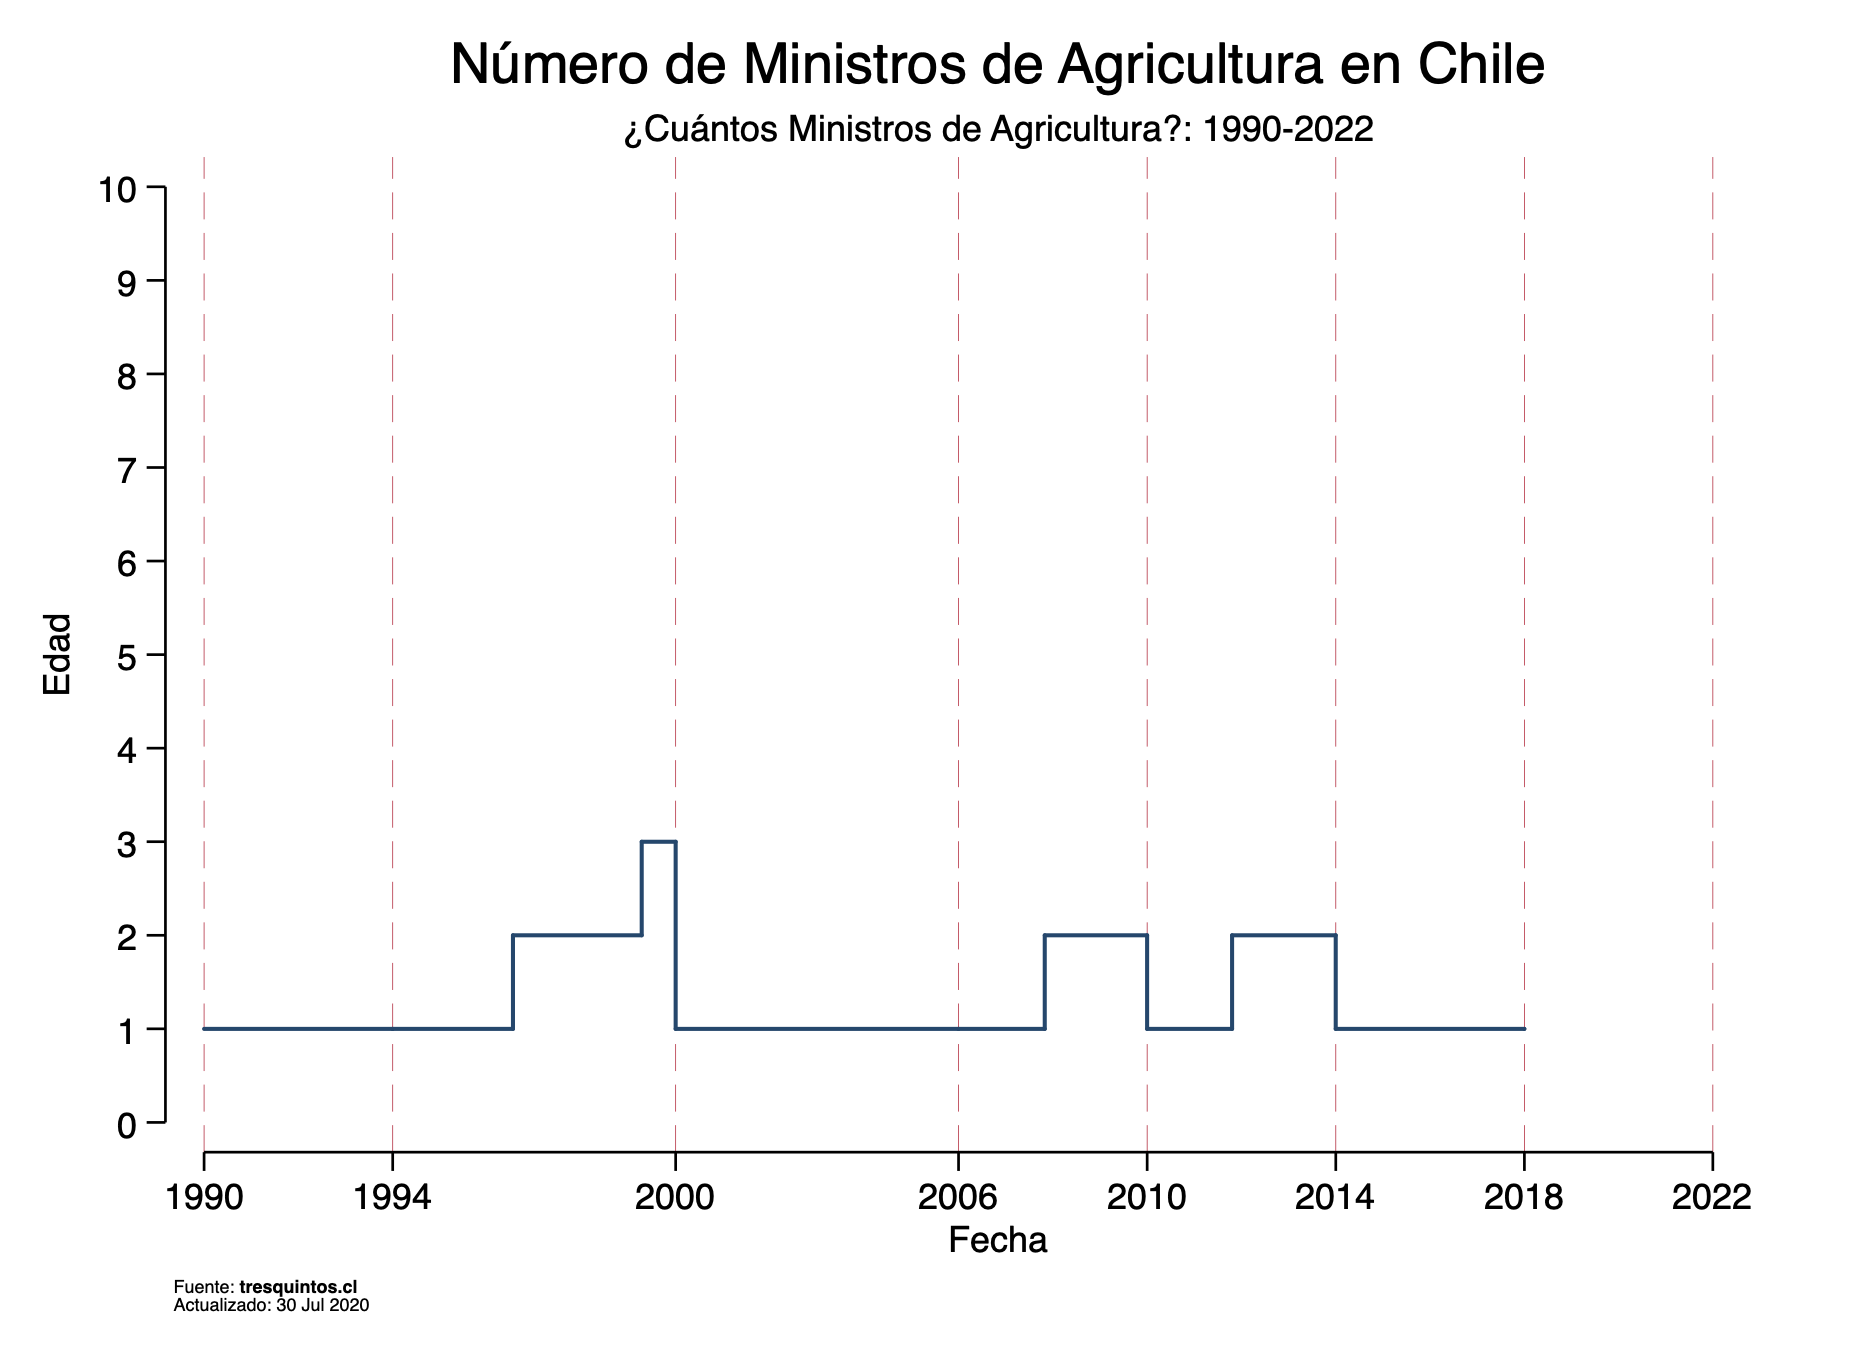 Número de Ministros de Agricultura en Chile
¿Cuántos Ministros de Agricultura?: 1990-2022
10
9
8
7
6
5
4
3
2
1
0
Edad
1990 1994 2000 2006 2010 2014 2018 2022
Fecha
Fuente: tresquintos.cl
Actualizado: 30 Jul 2020